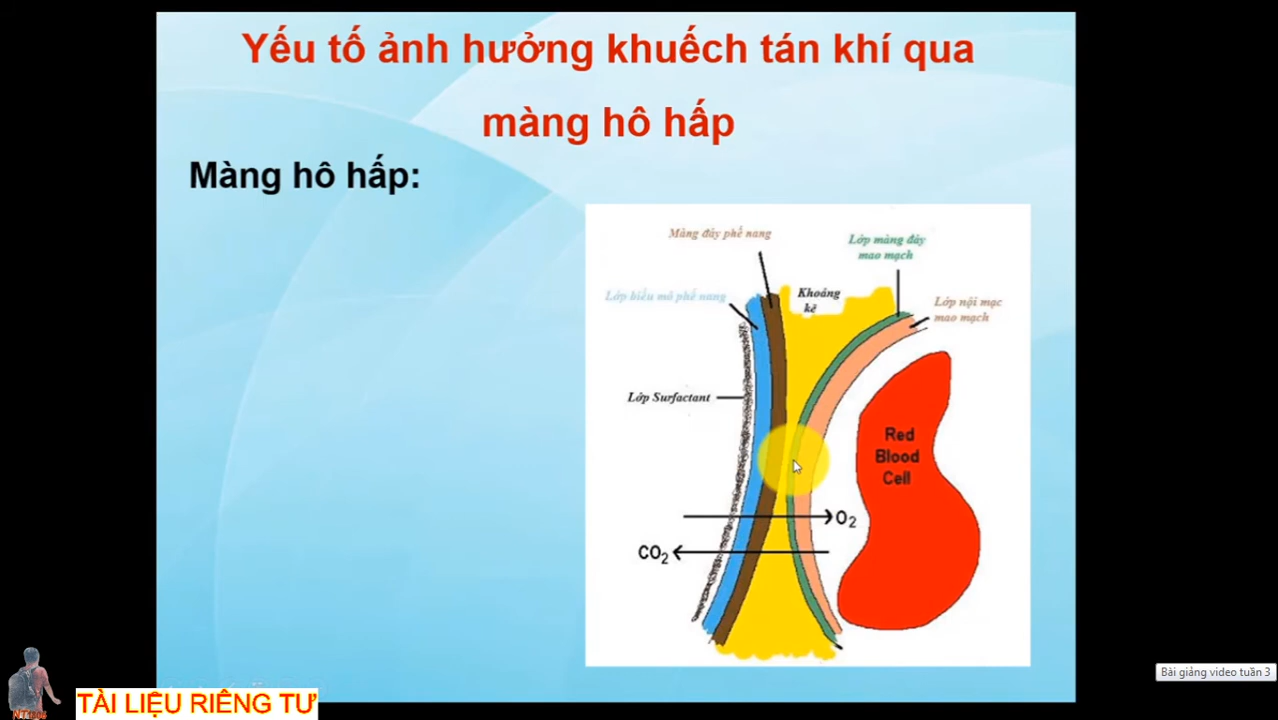 Yếu tố ảnh hưởng khuếch tán khí qua
màng hô hấp
Màng hô hấp:
Màng đáy phế nang
Lớp màng đáy
mao mạch
Lớp biểu mô phế nang
Khoảng
kẽ
Lớp nội mạc
mao mạch
Lớp Surfactant
Red
Blood
Cell
O2
CO2
Bài giảng video tuần 3
TÀI LIỆU RIÊNG TƯ